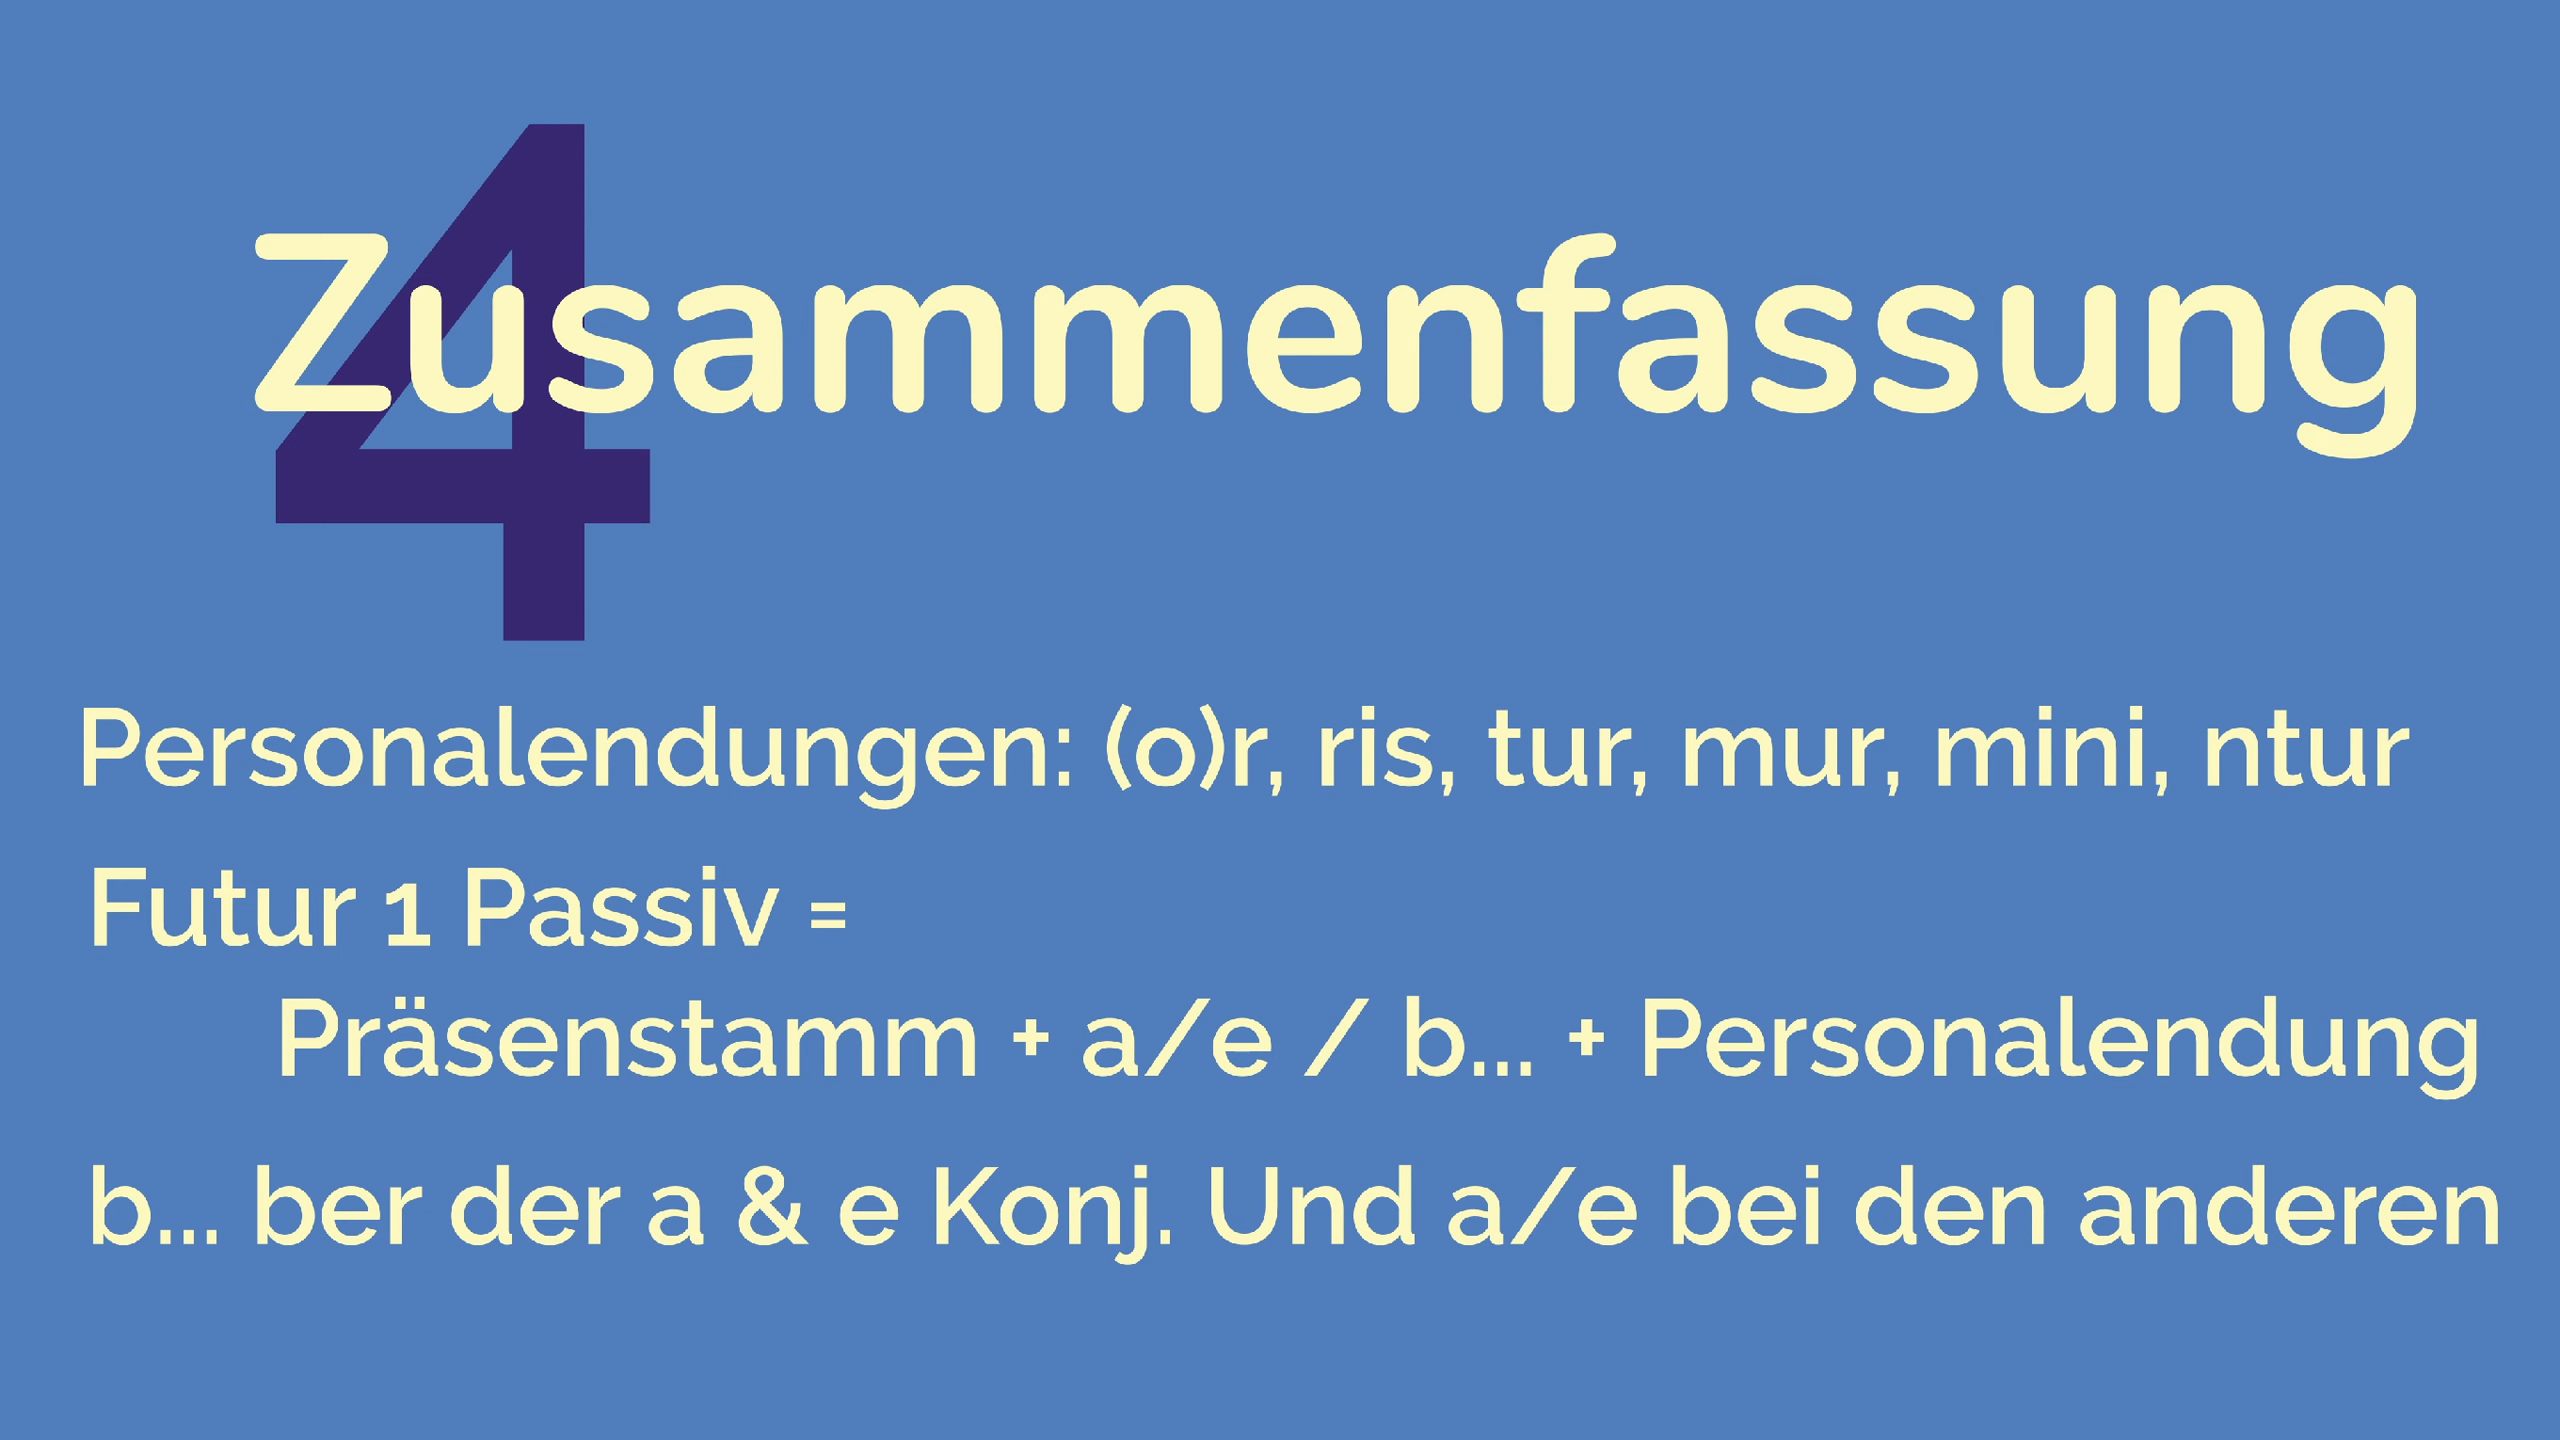 4
Zusammenfassung
Personalendungen: (o)r, ris, tur, mur, mini, ntur
Futur 1 Passiv =
Präsenstamm + a/e / b... + Personalendung
b... ber der a & e Konj. Und a/e bei den anderen